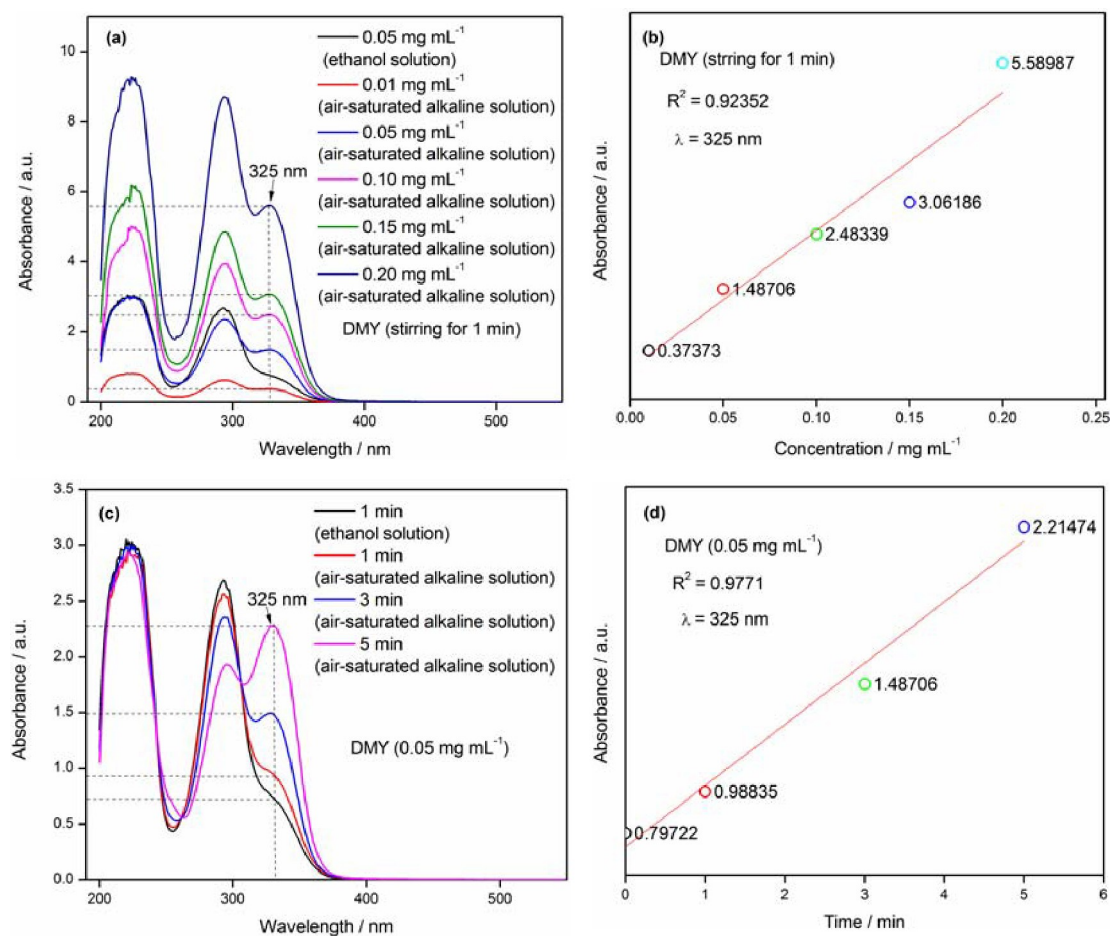 (a)
0.05 mg mL⁻¹
(ethanol solution)
0.01 mg mL⁻¹
(air-saturated alkaline solution)
0.05 mg mL⁻¹
(air-saturated alkaline solution)
0.10 mg mL⁻¹
(air-saturated alkaline solution)
0.15 mg mL⁻¹
(air-saturated alkaline solution)
0.20 mg mL⁻¹
(air-saturated alkaline solution)
DMY (stirring for 1 min)
325 nm
10
8
6
4
2
0
200
300
400
500
Absorbance / a.u.
Wavelength / nm
(b)
DMY (strring for 1 min)
R² = 0.92352
λ = 325 nm
5.58987
3.06186
2.48339
1.48706
0.37373
0.00
0.05
0.10
0.15
0.20
0.25
Absorbance / a.u.
Concentration / mg mL⁻¹
(c)
1 min
(ethanol solution)
1 min
(air-saturated alkaline solution)
3 min
(air-saturated alkaline solution)
5 min
(air-saturated alkaline solution)
325 nm
DMY (0.05 mg mL⁻¹)
3.5
3.0
2.5
2.0
1.5
1.0
0.5
0.0
200
300
400
500
Absorbance / a.u.
Wavelength / nm
(d)
DMY (0.05 mg mL⁻¹)
R² = 0.9771
λ = 325 nm
2.21474
1.48706
0.98835
0.79722
0
1
2
3
4
5
6
Absorbance / a.u.
Time / min